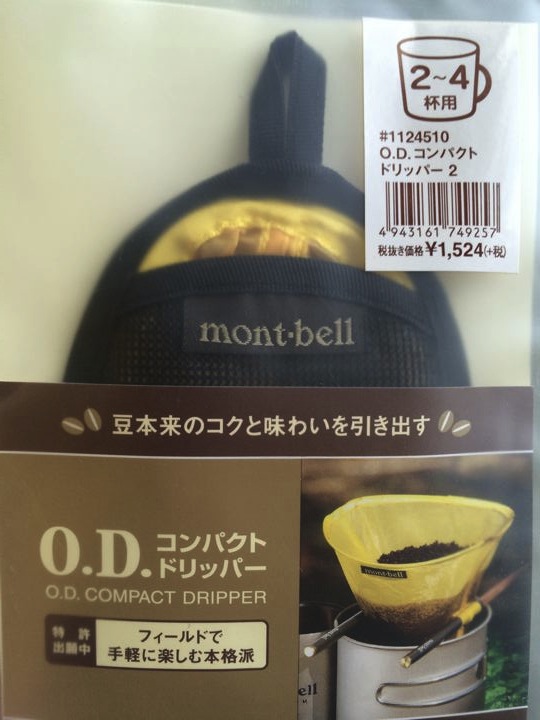 2〜4
杯用
#1124510
O.D.コンパクト
ドリッパー 2
4 943161 749257
税抜き価格¥1,524(+税)
mont·bell
豆本来のコクと味わいを引き出す
O.D.コンパクト
ドリッパー
O.D. COMPACT DRIPPER
特許
出願中
フィールドで
手軽に楽しむ本格派
mont-bell
ell